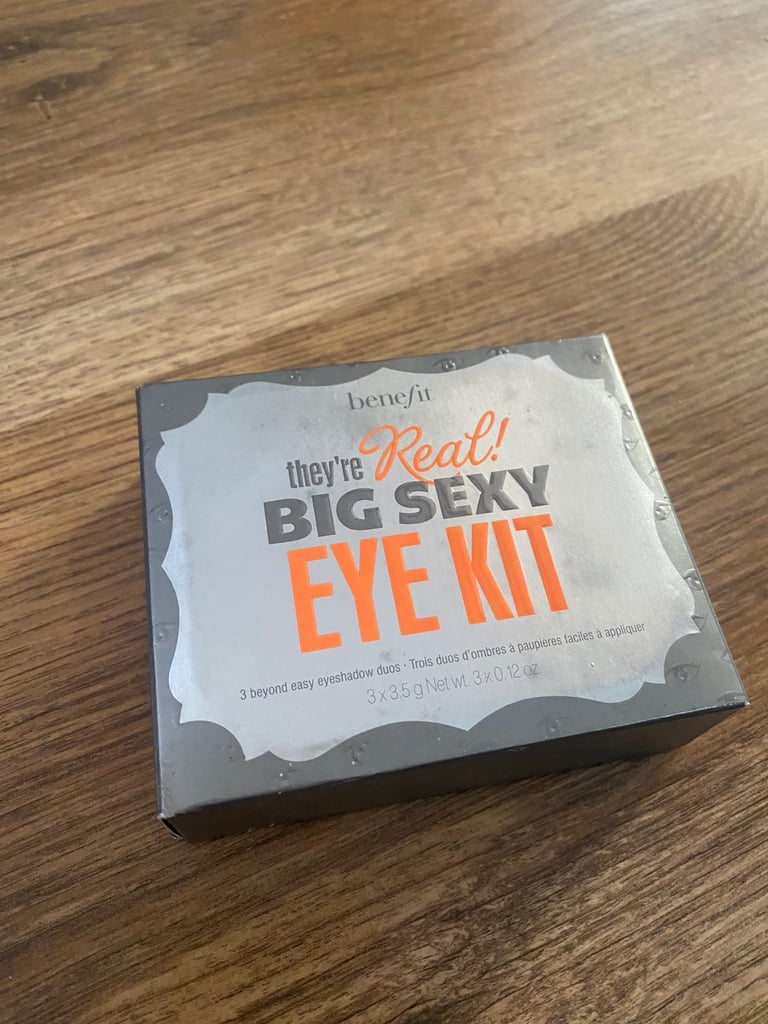 benefit
they're Real!
BIG SEXY
EYE KIT
3 beyond easy eyeshadow duos · Trois duos d'ombres à paupières faciles à appliquer
3 x 3.5 g Net wt. 3 x 0.12 oz.